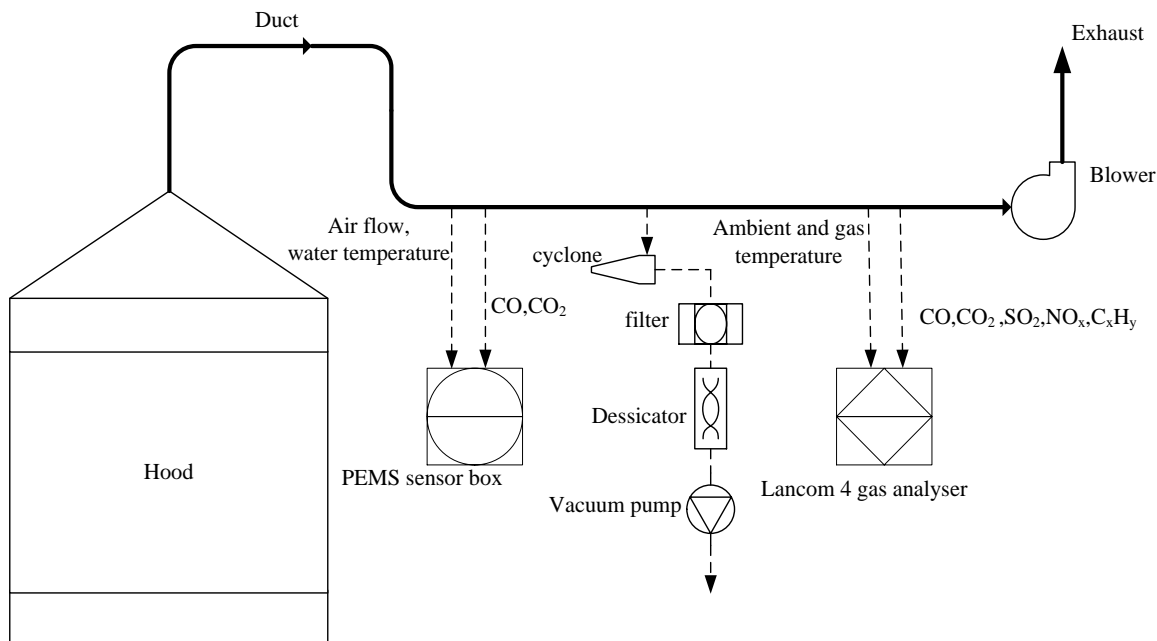 Duct
Exhaust
Blower
Air flow,
water temperature
Ambient and gas
temperature
cyclone
CO,CO₂
filter
CO,CO₂ ,SO₂,NOₓ,CₓHᵧ
Dessicator
Hood
PEMS sensor box
Lancom 4 gas analyser
Vacuum pump